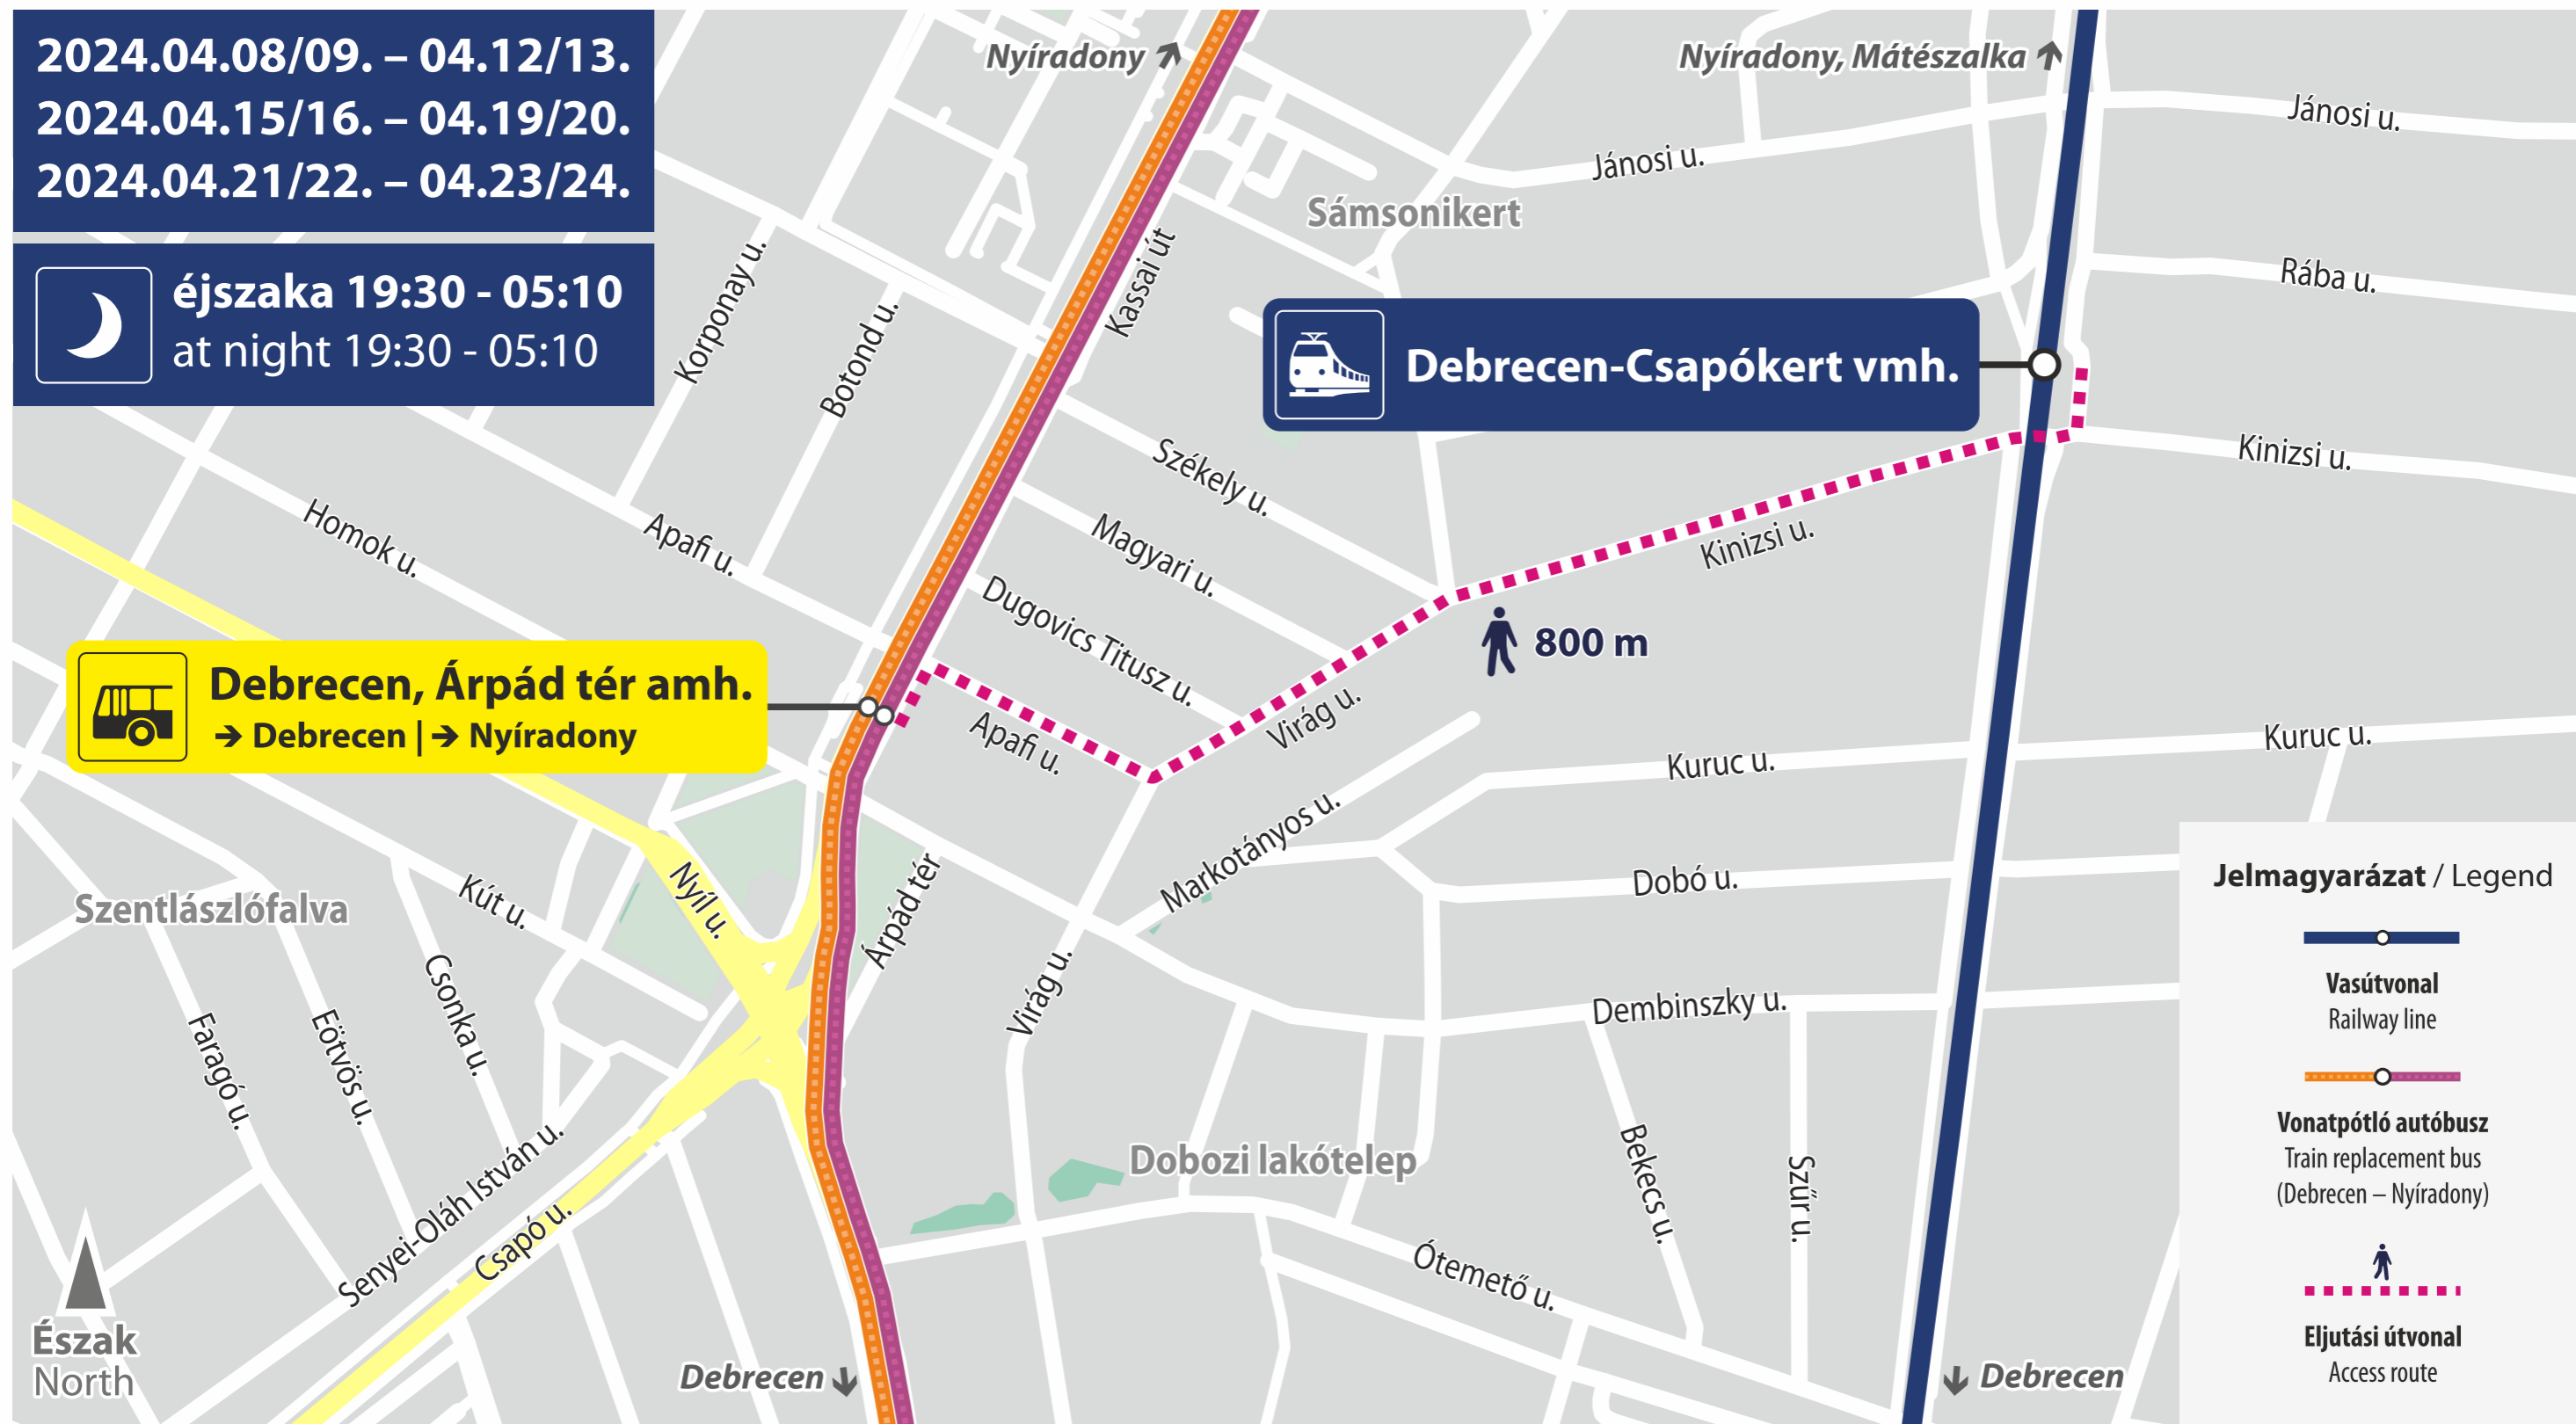 2024.04.08/09. – 04.12/13.
2024.04.15/16. – 04.19/20.
2024.04.21/22. – 04.23/24.
éjszaka 19:30 - 05:10
at night 19:30 - 05:10
Nyíradony
Nyíradony, Mátészalka
Jánosi u.
Jánosi u.
Sámsonikert
Kassai út
Korponay u.
Botond u.
Rába u.
Debrecen-Csapókert vmh.
Székely u.
Kinizsi u.
Homok u.
Apafi u.
Magyari u.
Kinizsi u.
Dugovics Titusz u.
800 m
Debrecen, Árpád tér amh.
➔ Debrecen | ➔ Nyíradony
Apafi u.
Virág u.
Kuruc u.
Kuruc u.
Markotányos u.
Nyíl u.
Kút u.
Szentlászlófalva
Árpád tér
Dobó u.
Virág u.
Csonka u.
Dembinszky u.
Faragó u.
Eötvös u.
Senyei-Oláh István u.
Csapó u.
Dobozi lakótelep
Bekecs u.
Szűr u.
Ótemető u.
Észak
North
Debrecen
Debrecen
Jelmagyarázat / Legend
Vasútvonal
Railway line
Vonatpótló autóbusz
Train replacement bus
(Debrecen – Nyíradony)
Eljutási útvonal
Access route